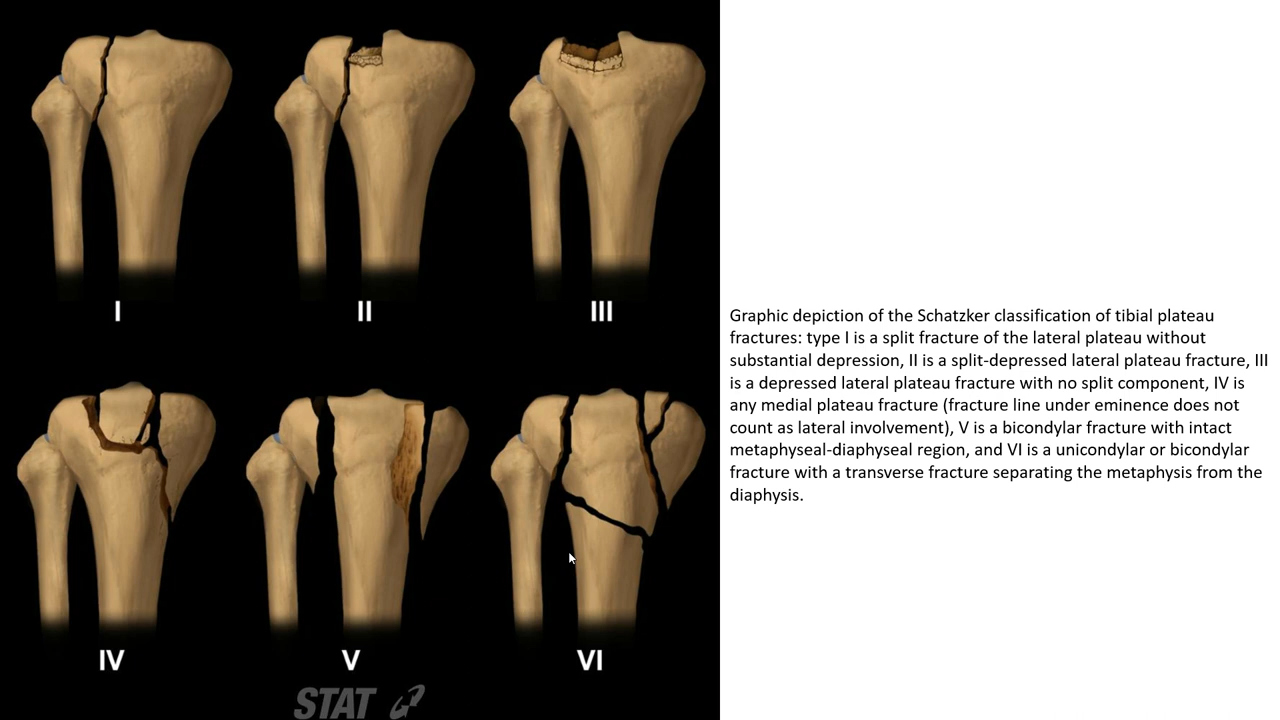 I
II
III
IV
V
VI
STAT
Graphic depiction of the Schatzker classification of tibial plateau
fractures: type I is a split fracture of the lateral plateau without
substantial depression, II is a split-depressed lateral plateau fracture, III
is a depressed lateral plateau fracture with no split component, IV is
any medial plateau fracture (fracture line under eminence does not
count as lateral involvement), V is a bicondylar fracture with intact
metaphyseal-diaphyseal region, and VI is a unicondylar or bicondylar
fracture with a transverse fracture separating the metaphysis from the
diaphysis.